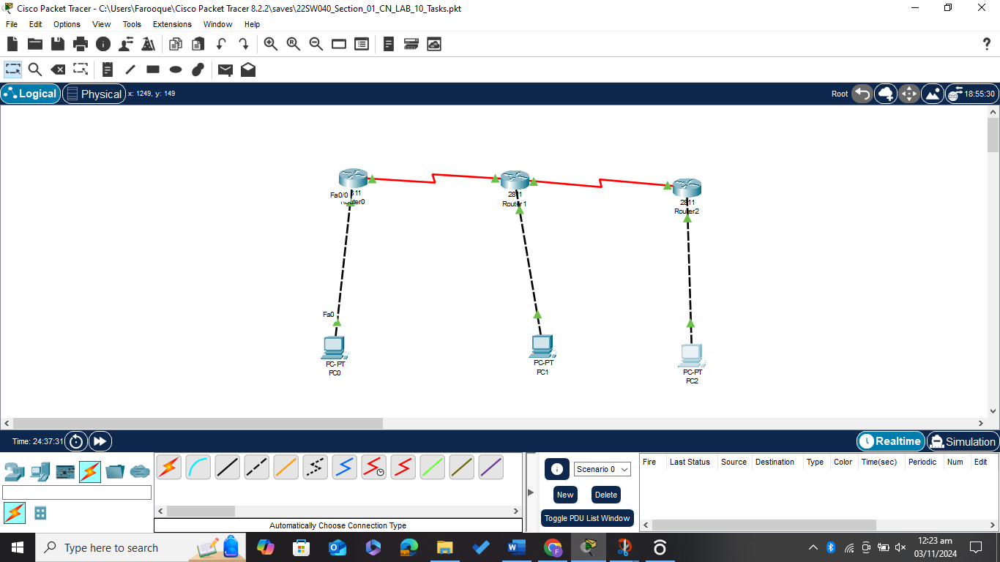 Cisco Packet Tracer - C:\Users\Farooque\Cisco Packet Tracer 8.2.2\saves\22SW040_Section_01_CN_LAB_10_Tasks.pkt
File Edit Options View Tools Extensions Window Help
?
Logical Physical x: 1249, y: 149 Root 18:55:30
Fa0/0 11
Router0
2811
Router1
2811
Router2
Fa0
PC-PT
PC0
PC-PT
PC1
PC-PT
PC2
Time: 24:37:31 Realtime Simulation
Scenario 0
New Delete
Toggle PDU List Window
Fire Last Status Source Destination Type Color Time(sec) Periodic Num Edit
Automatically Choose Connection Type
Type here to search
12:23 am
03/11/2024